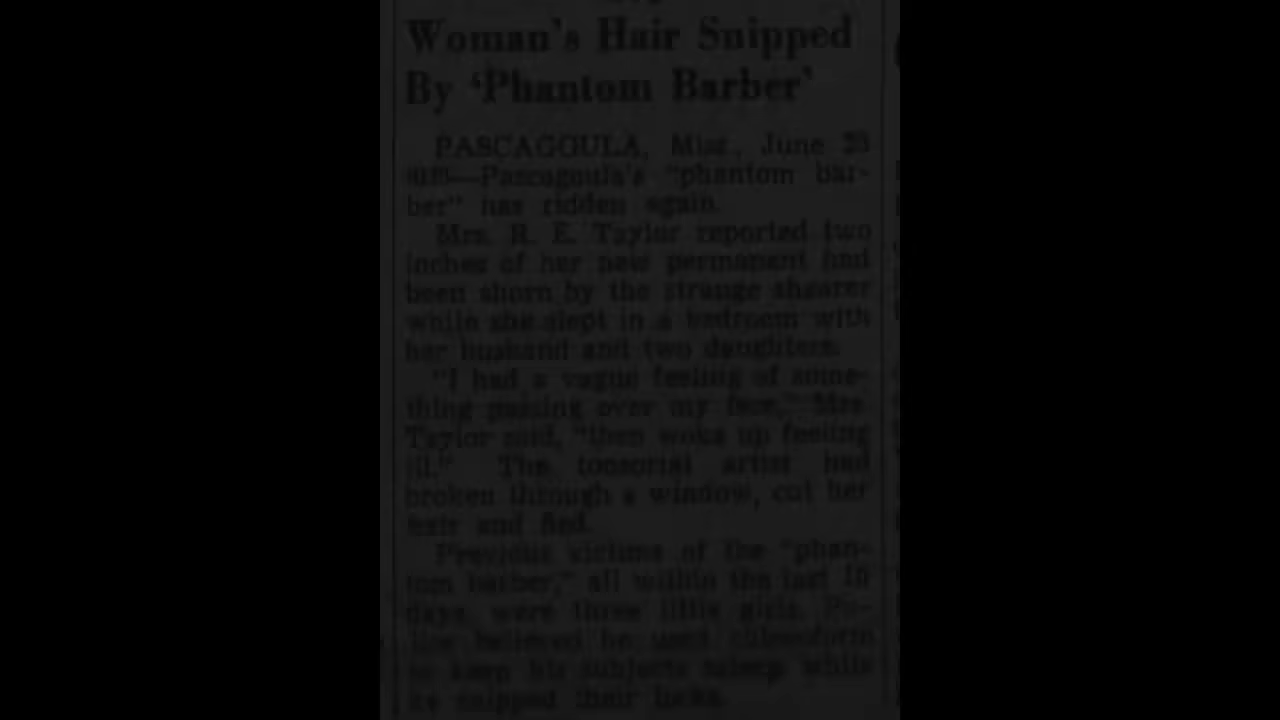 Woman's Hair Snipped
By 'Phantom Barber'
PASCAGOULA, Miss., June 23
—Pascagoula's "phantom bar-
ber" has ridden again.
Mrs. R. E. Taylor reported two
inches of her new permanent had
been shorn by the strange shearer
while she slept in a bedroom with
her husband and two daughters.
"I had a vague feeling of some-
thing passing over my face," Mrs.
Taylor said, "then woke up feeling
ill." The tonsorial artist had
broken through a window, cut her
hair and fled.
Previous victims of the "phan-
tom barber," all within the last 10
days, were three little girls. Po-
lice believed he used chloroform
to keep his subjects asleep while
he snipped their locks.